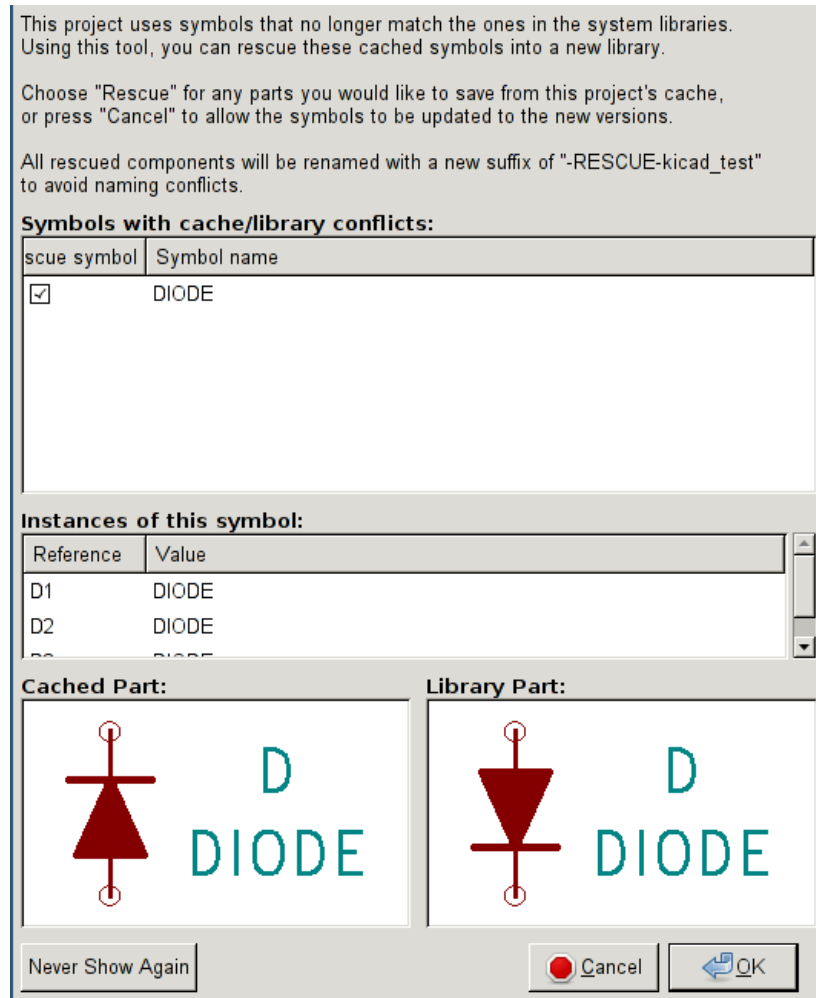 This project uses symbols that no longer match the ones in the system libraries.
Using this tool, you can rescue these cached symbols into a new library.
Choose "Rescue" for any parts you would like to save from this project's cache,
or press "Cancel" to allow the symbols to be updated to the new versions.
All rescued components will be renamed with a new suffix of "-RESCUE-kicad_test"
to avoid naming conflicts.
Symbols with cache/library conflicts:
scue symbol Symbol name
DIODE
Instances of this symbol:
Reference Value
D1 DIODE
D2 DIODE
Cached Part: Library Part:
D D
DIODE DIODE
Never Show Again Cancel OK